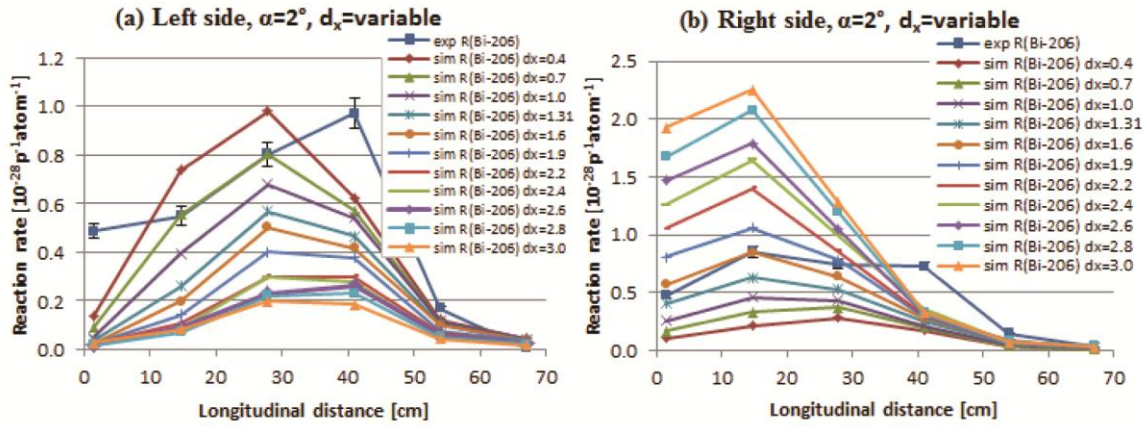 (a) Left side, α=2°, dₓ=variable
Reaction rate [10⁻²⁸p⁻¹atom⁻¹]
1.2
1.0
0.8
0.6
0.4
0.2
0.0
0 10 20 30 40 50 60 70
Longitudinal distance [cm]
exp R(Bi-206)
sim R(Bi-206) dx=0.4
sim R(Bi-206) dx=0.7
sim R(Bi-206) dx=1.0
sim R(Bi-206) dx=1.31
sim R(Bi-206) dx=1.6
sim R(Bi-206) dx=1.9
sim R(Bi-206) dx=2.2
sim R(Bi-206) dx=2.4
sim R(Bi-206) dx=2.6
sim R(Bi-206) dx=2.8
sim R(Bi-206) dx=3.0
(b) Right side, α=2°, dₓ=variable
Reaction rate [10⁻²⁸p⁻¹atom⁻¹]
2.5
2.0
1.5
1.0
0.5
0.0
0 10 20 30 40 50 60 70
Longitudinal distance [cm]
exp R(Bi-206)
sim R(Bi-206) dx=0.4
sim R(Bi-206) dx=0.7
sim R(Bi-206) dx=1.0
sim R(Bi-206) dx=1.31
sim R(Bi-206) dx=1.6
sim R(Bi-206) dx=1.9
sim R(Bi-206) dx=2.2
sim R(Bi-206) dx=2.4
sim R(Bi-206) dx=2.6
sim R(Bi-206) dx=2.8
sim R(Bi-206) dx=3.0